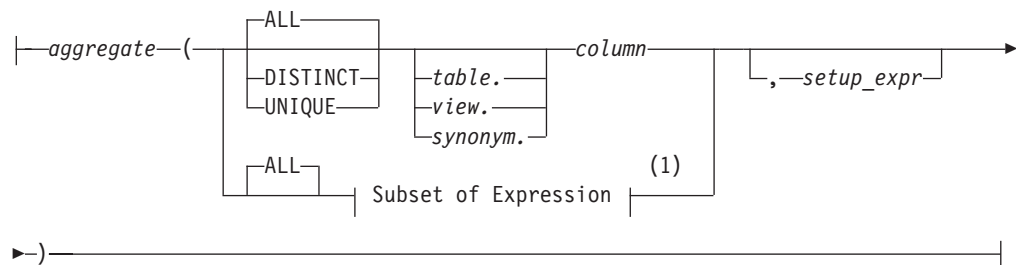 ALL
aggregate ( column
DISTINCT table. , setup_expr
UNIQUE view.
synonym.
ALL (1)
Subset of Expression
)